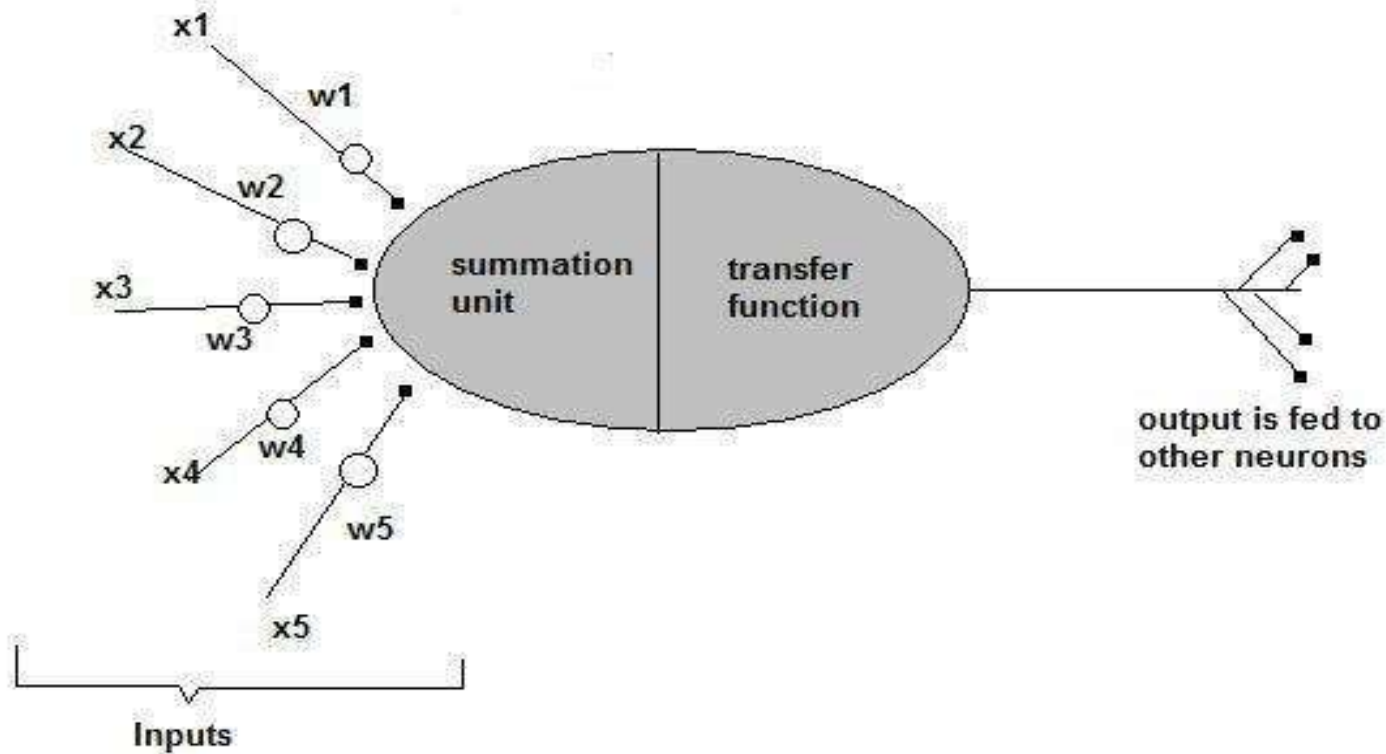 x1
w1
x2
w2
x3
w3
x4
w4
w5
x5
summation
unit
transfer
function
output is fed to
other neurons
Inputs